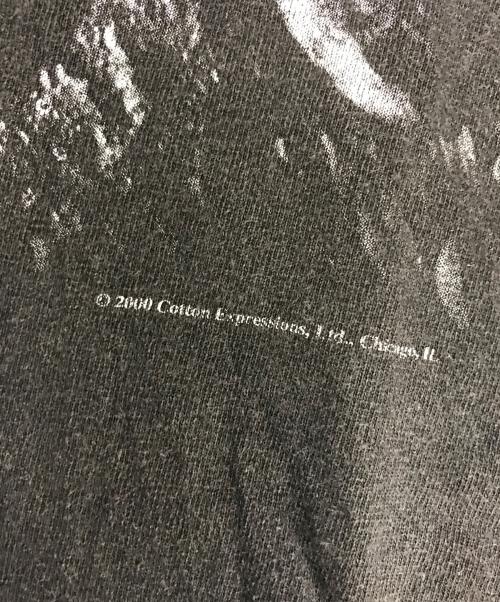 © 2000 Cotton Expressions, Ltd., Chicago, IL